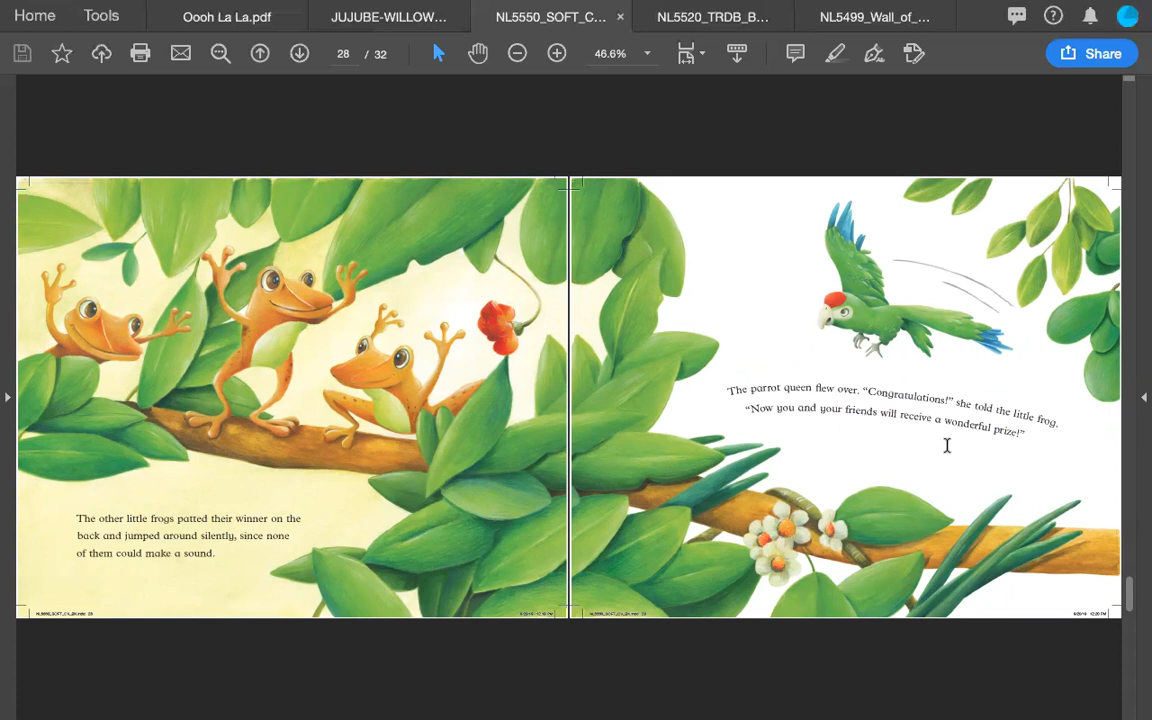 Home
Tools
Oooh La La.pdf
JUJUBE-WILLOW...
NL5550_SOFT_C...
NL5520_TRDB_B...
NL5499_Wall_of_...
28 / 32
46.6%
Share
The other little frogs patted their winner on the
back and jumped around silently, since none
of them could make a sound.
The parrot queen flew over. “Congratulations!” she told the little frog.
“Now you and your friends will receive a wonderful prize!”